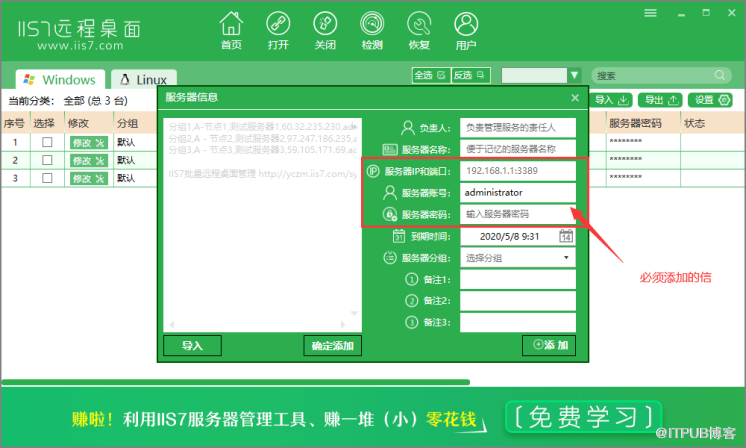 IIS7远程桌面
www.iis7.com
首页
打开
关闭
检测
恢复
用户
Windows
Linux
全选
反选
搜索
当前分类: 全部 (总 3 台)
导入
导出
设置
序号 选择 修改 分组
服务器密码 状态
1 修改 默认 ********
2 修改 默认 ********
3 修改 默认 ********
服务器信息
分组1,A-节点1,测试服务器1,60.32.235.230,ad
分组2,A - 节点2,测试服务器2,97.247.186.235,a
分组3,A - 节点3,测试服务器3,59.105.171.69,ad
IIS7批量远程桌面管理 http://yczm.iis7.com/sy
导入
确定添加
负责人: 负责管理服务的责任人
服务器名称: 便于记忆的服务器名称
IP 服务器IP和端口: 192.168.1.1:3389
服务器账号: administrator
服务器密码: 输入服务器密码
31 到期时间: 2020/5/8 9:31 14
服务器分组: 选择分组
1 备注1:
2 备注2:
3 备注3:
添 加
必须添加的信
赚啦! 利用IIS7服务器管理工具、赚一堆（小）零花钱
〔免费学习〕
@ITPUB博客